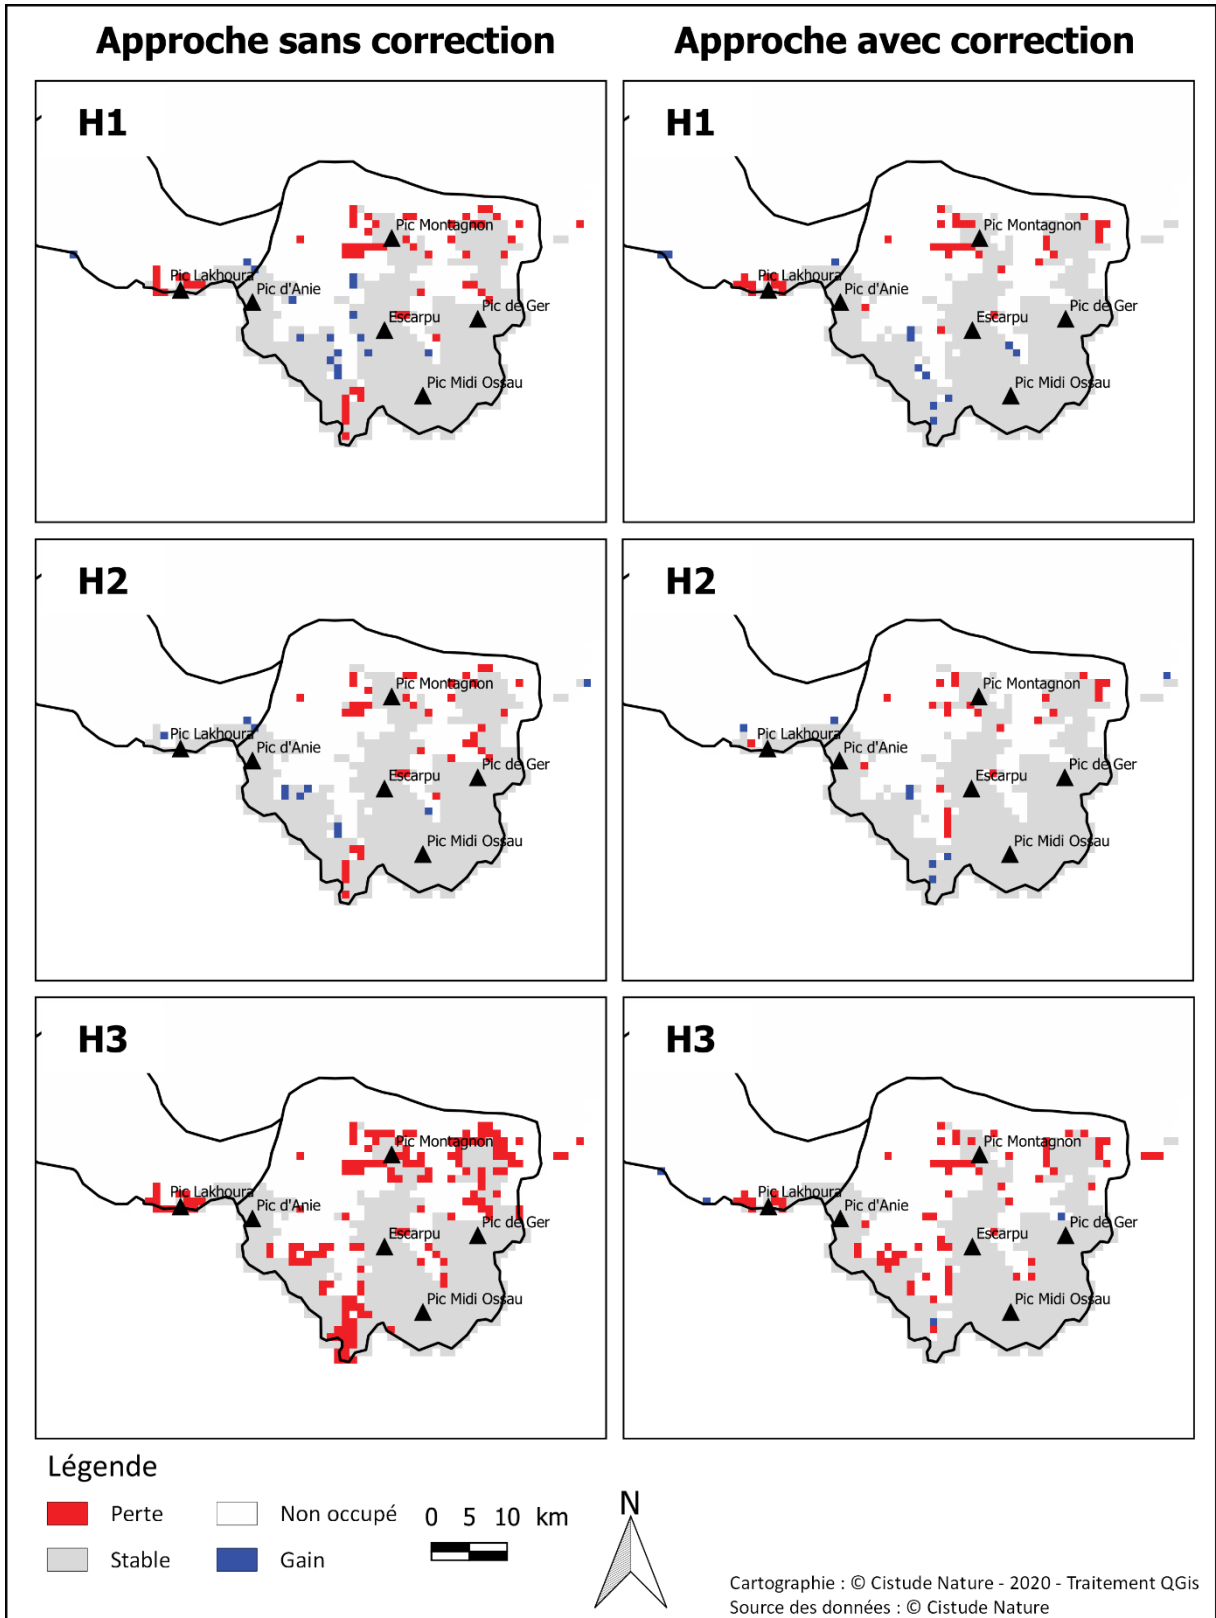 Approche sans correction
Approche avec correction
H1
Pic Montagnon
Pic Lakhoura
Pic d'Anie
Escarpu
Pic de Ger
Pic Midi Ossau
H1
Pic Montagnon
Pic Lakhoura
Pic d'Anie
Escarpu
Pic de Ger
Pic Midi Ossau
H2
Pic Montagnon
Pic Lakhoura
Pic d'Anie
Escarpu
Pic de Ger
Pic Midi Ossau
H2
Pic Montagnon
Pic Lakhoura
Pic d'Anie
Escarpu
Pic de Ger
Pic Midi Ossau
H3
Pic Montagnon
Pic Lakhoura
Pic d'Anie
Escarpu
Pic de Ger
Pic Midi Ossau
H3
Pic Montagnon
Pic Lakhoura
Pic d'Anie
Escarpu
Pic de Ger
Pic Midi Ossau
Légende
Perte
Non occupé
Stable
Gain
0 5 10 km
N
Cartographie : © Cistude Nature - 2020 - Traitement QGis
Source des données : © Cistude Nature